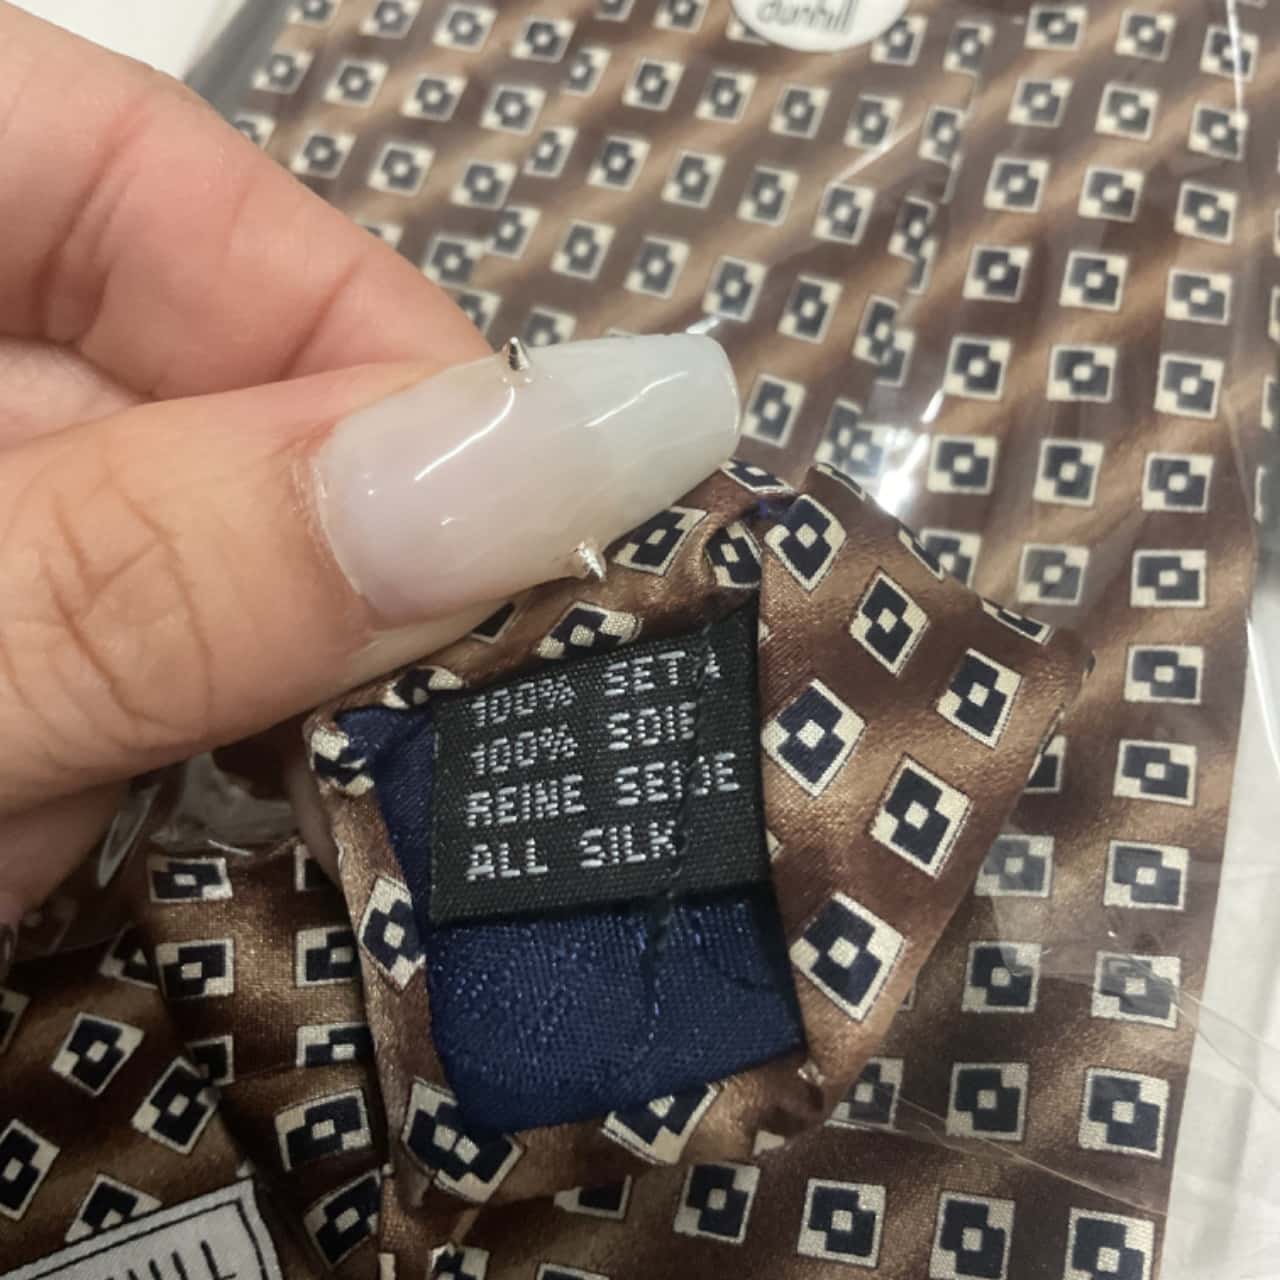 dunhill
100% SETA
100% SOIE
REINE SEIDE
ALL SILK